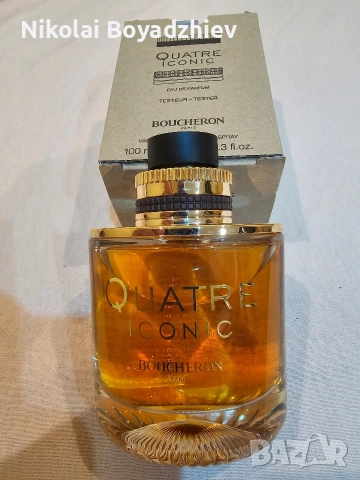 Nikolai Boyadzhiev
QUATRE
ICONIC
EAU DE PARFUM
TESTEUR - TESTER
BOUCHERON
PARIS
100 m
.3 fl.oz.
QUATRE
ICONIC
BOUCHERON
PARIS
BAZAR